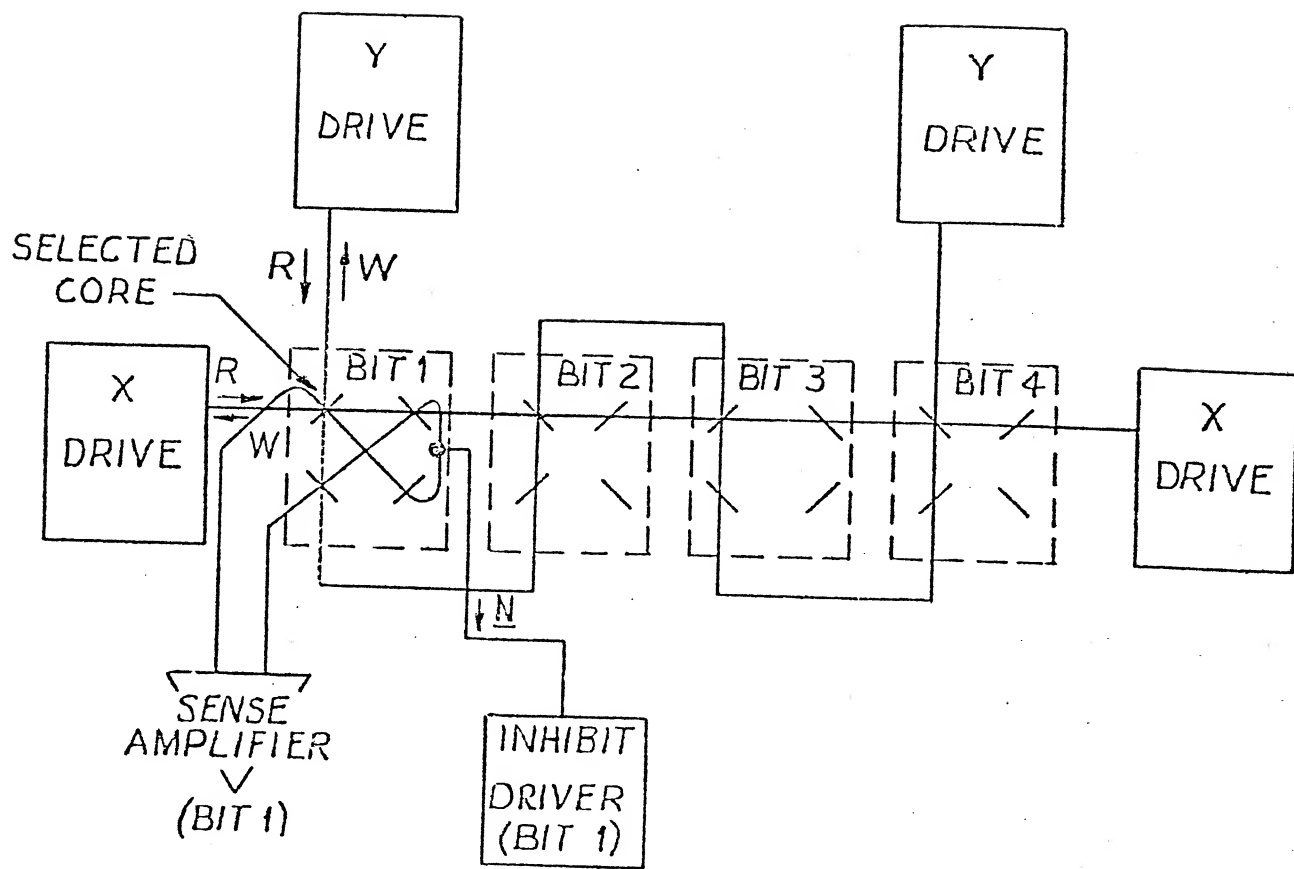 Y
DRIVE
Y
DRIVE
SELECTED
CORE
R
W
X
DRIVE
R
W
BIT 1
BIT 2
BIT 3
BIT 4
X
DRIVE
N
SENSE
AMPLIFIER
(BIT 1)
INHIBIT
DRIVER
(BIT 1)